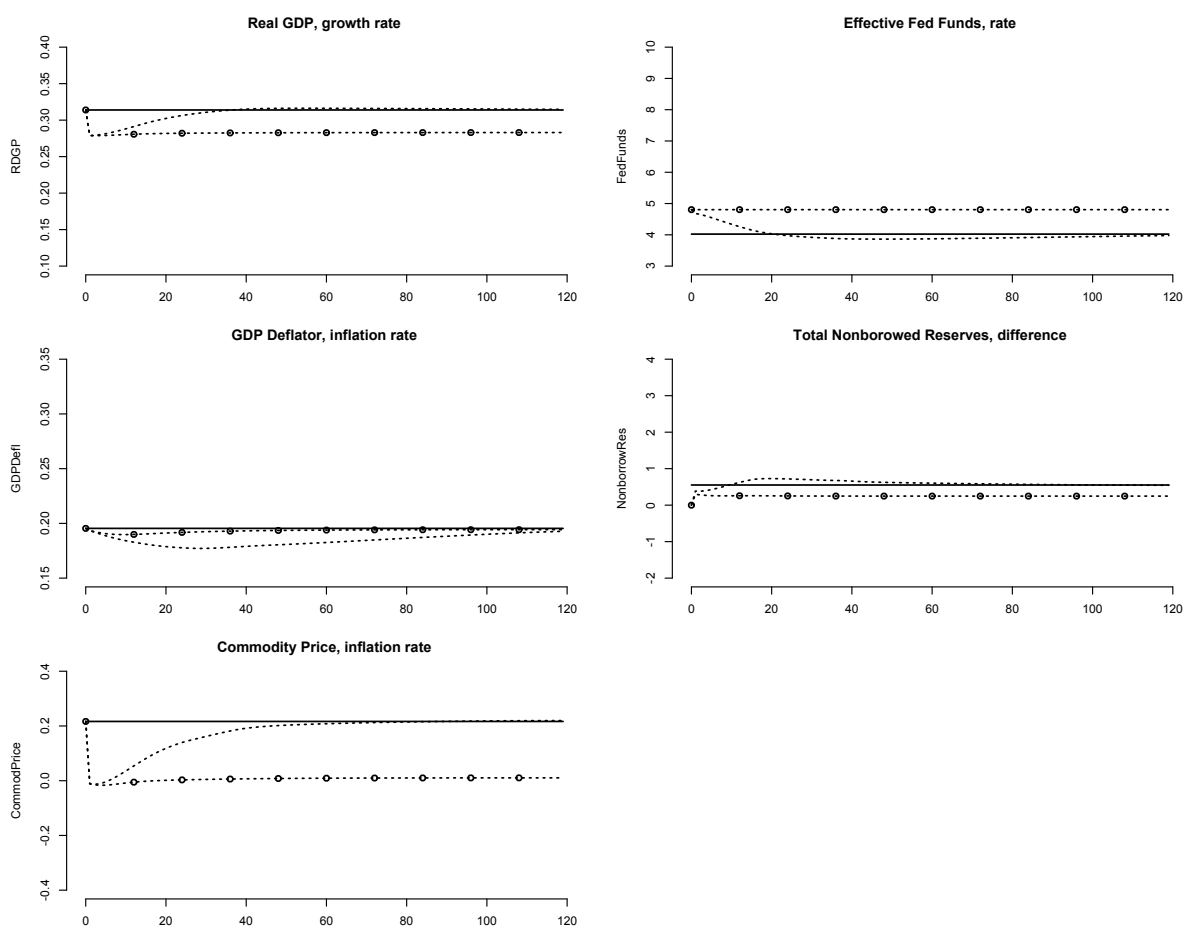 Real GDP, growth rate
RDGP
0.10 0.15 0.20 0.25 0.30 0.35 0.40
0 20 40 60 80 100 120
Effective Fed Funds, rate
FedFunds
3 4 5 6 7 8 9 10
0 20 40 60 80 100 120
GDP Deflator, inflation rate
GDPDefl
0.15 0.20 0.25 0.30 0.35
0 20 40 60 80 100 120
Total Nonborowed Reserves, difference
NonborrowRes
-2 -1 0 1 2 3 4
0 20 40 60 80 100 120
Commodity Price, inflation rate
CommodPrice
-0.4 -0.2 0.0 0.2 0.4
0 20 40 60 80 100 120